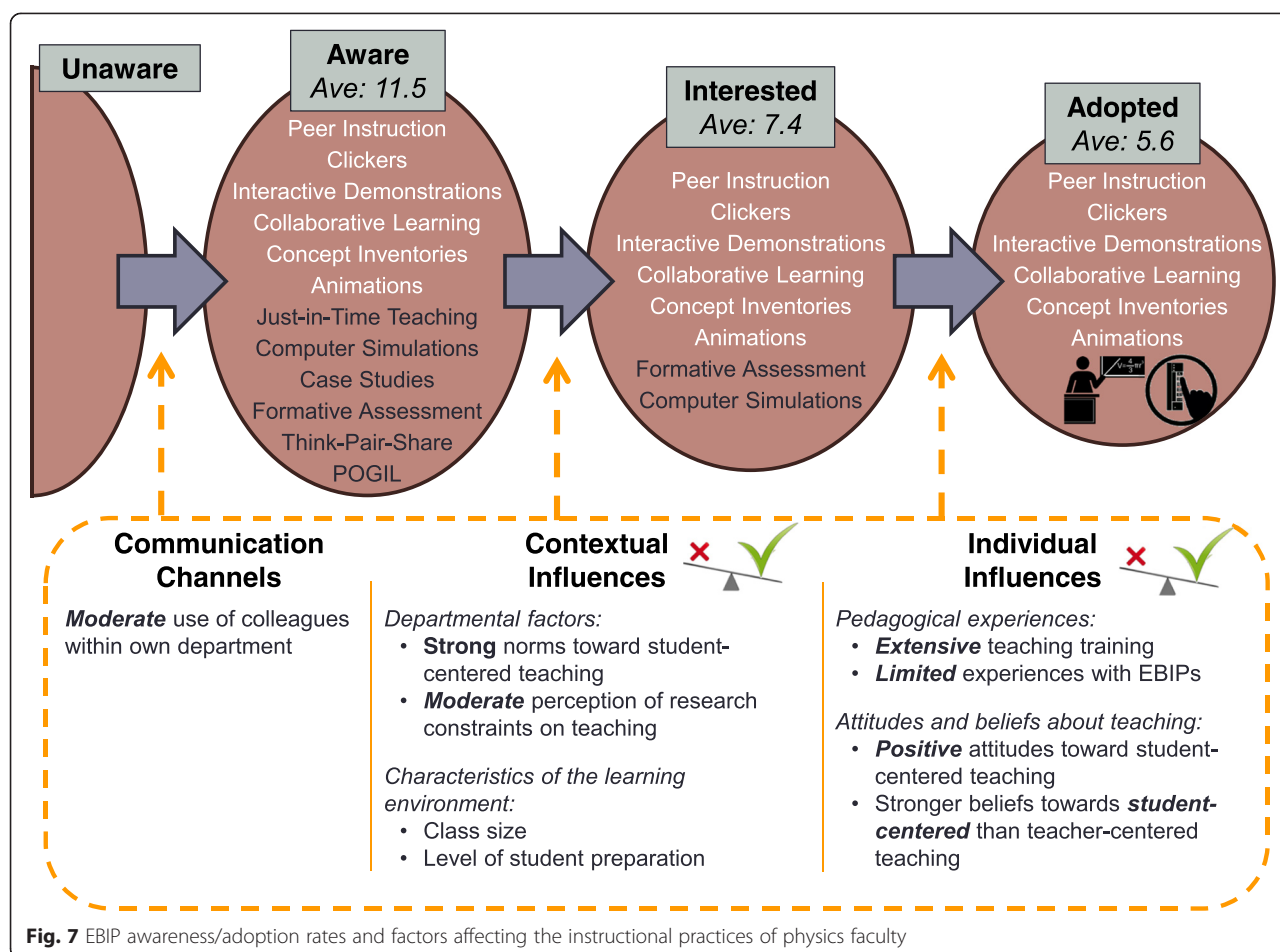 Unaware
Aware
Ave: 11.5
Peer Instruction
Clickers
Interactive Demonstrations
Collaborative Learning
Concept Inventories
Animations
Just-in-Time Teaching
Computer Simulations
Case Studies
Formative Assessment
Think-Pair-Share
POGIL
Interested
Ave: 7.4
Peer Instruction
Clickers
Interactive Demonstrations
Collaborative Learning
Concept Inventories
Animations
Formative Assessment
Computer Simulations
Adopted
Ave: 5.6
Peer Instruction
Clickers
Interactive Demonstrations
Collaborative Learning
Concept Inventories
Animations
Communication
Channels
Moderate use of colleagues
within own department
Contextual
Influences
Departmental factors:
• Strong norms toward student-
centered teaching
• Moderate perception of research
constraints on teaching
Characteristics of the learning
environment:
• Class size
• Level of student preparation
Individual
Influences
Pedagogical experiences:
• Extensive teaching training
• Limited experiences with EBIPs
Attitudes and beliefs about teaching:
• Positive attitudes toward student-
centered teaching
• Stronger beliefs towards student-
centered than teacher-centered
teaching
Fig. 7 EBIP awareness/adoption rates and factors affecting the instructional practices of physics faculty